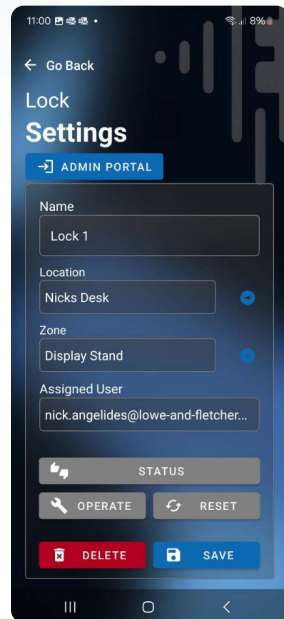 11:00 8%
Go Back
Lock
Settings
ADMIN PORTAL
Name
Lock 1
Location
Nicks Desk
Zone
Display Stand
Assigned User
nick.angelides@lowe-and-fletcher...
STATUS
OPERATE RESET
DELETE SAVE